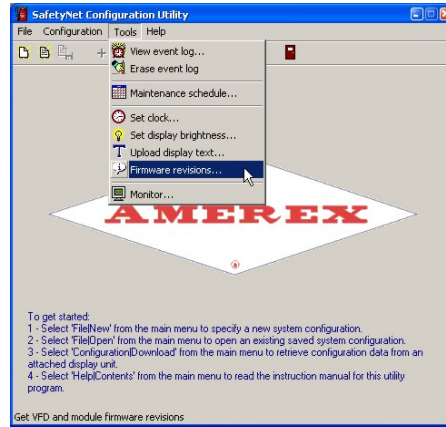 SafetyNet Configuration Utility
File Configuration Tools Help
View event log...
Erase event log
Maintenance schedule...
Set clock...
Set display brightness...
Upload display text...
Firmware revisions...
Monitor...
AMEREX
®
To get started:
1 - Select 'File|New' from the main menu to specify a new system configuration.
2 - Select 'File|Open' from the main menu to open an existing saved system configuration.
3 - Select 'Configuration|Download' from the main menu to retrieve configuration data from an
attached display unit.
4 - Select 'Help|Contents' from the main menu to read the instruction manual for this utility
program.
Get VFD and module firmware revisions